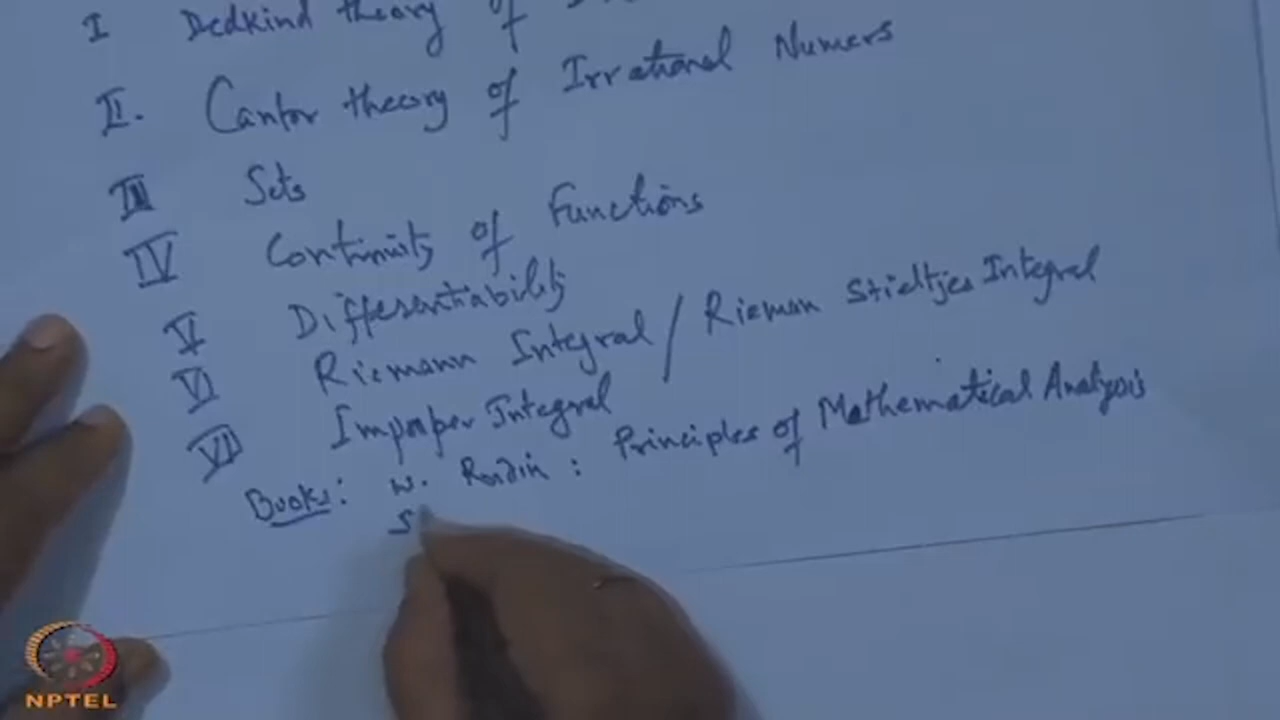 I Dedkind theory of
II. Cantor theory of Irrational Numers
III Sets
IV Continuity of Functions
V Differentiability
VI Riemann Integral / Rieman Stieltjes Integral
VII Improper Integral
Books: W. Rudin : Principles of Mathematical Analysis
S
NPTEL